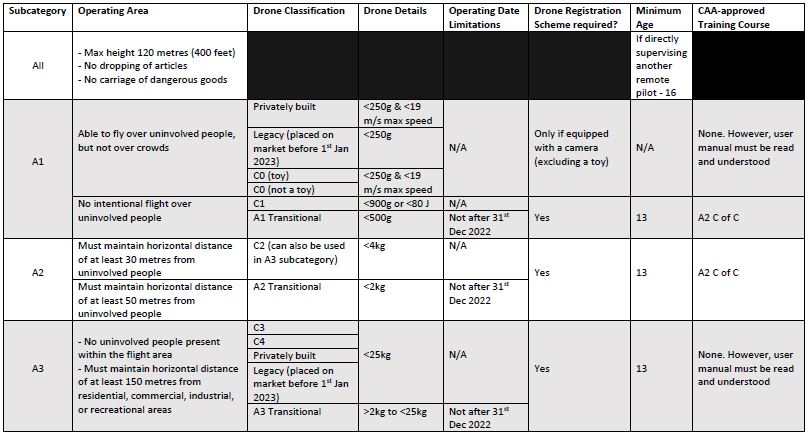 Subcategory
Operating Area
Drone Classification
Drone Details
Operating Date
Limitations
Drone Registration
Scheme required?
Minimum
Age
CAA-approved
Training Course
All
- Max height 120 metres (400 feet)
- No dropping of articles
- No carriage of dangerous goods
If directly
supervising
another
remote
pilot - 16
A1
Able to fly over uninvolved people,
but not over crowds
Privately built
<250g & <19
m/s max speed
Legacy (placed on
market before 1st Jan
2023)
<250g
C0 (toy)
C0 (not a toy)
<250g & <19
m/s max speed
N/A
Only if equipped
with a camera
(excluding a toy)
N/A
None. However, user
manual must be read
and understood
No intentional flight over
uninvolved people
C1
<900g or <80 J
N/A
A1 Transitional
<500g
Not after 31st
Dec 2022
Yes
13
A2 C of C
A2
Must maintain horizontal distance
of at least 30 metres from
uninvolved people
C2 (can also be used
in A3 subcategory)
<4kg
N/A
Must maintain horizontal distance
of at least 50 metres from
uninvolved people
A2 Transitional
<2kg
Not after 31st
Dec 2022
Yes
13
A2 C of C
A3
- No uninvolved people present
within the flight area
- Must maintain horizontal distance
of at least 150 metres from
residential, commercial, industrial,
or recreational areas
C3
C4
Privately built
Legacy (placed on
market before 1st Jan
2023)
<25kg
N/A
A3 Transitional
>2kg to <25kg
Not after 31st
Dec 2022
Yes
13
None. However, user
manual must be read
and understood